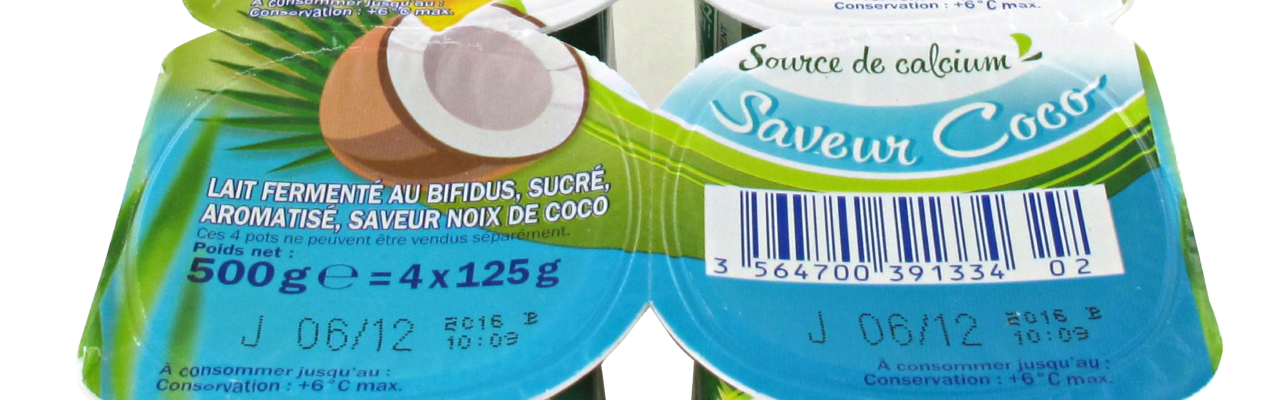 À consommer jusqu'au :
Conservation : +6°C max.
Conservation : +6°C max.
Source de calcium
Saveur Coco
LAIT FERMENTÉ AU BIFIDUS, SUCRÉ,
AROMATISÉ, SAVEUR NOIX DE COCO
Ces 4 pots ne peuvent être vendus séparément.
Poids net :
500 g ℮ = 4 x 125 g
3 564700 391334 02
J 06/12 2016 B
10:09
J 06/12 2016 B
10:09
À consommer jusqu'au :
Conservation : +6°C max.
À consommer jusqu'au :
Conservation : +6°C max.